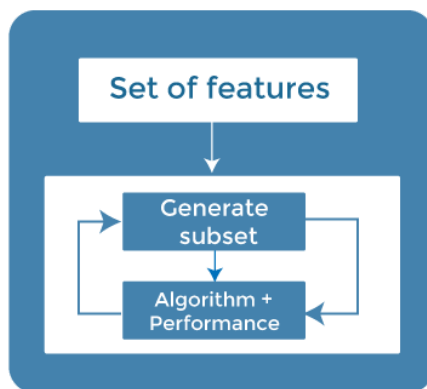 Set of features
Generate
subset
Algorithm +
Performance